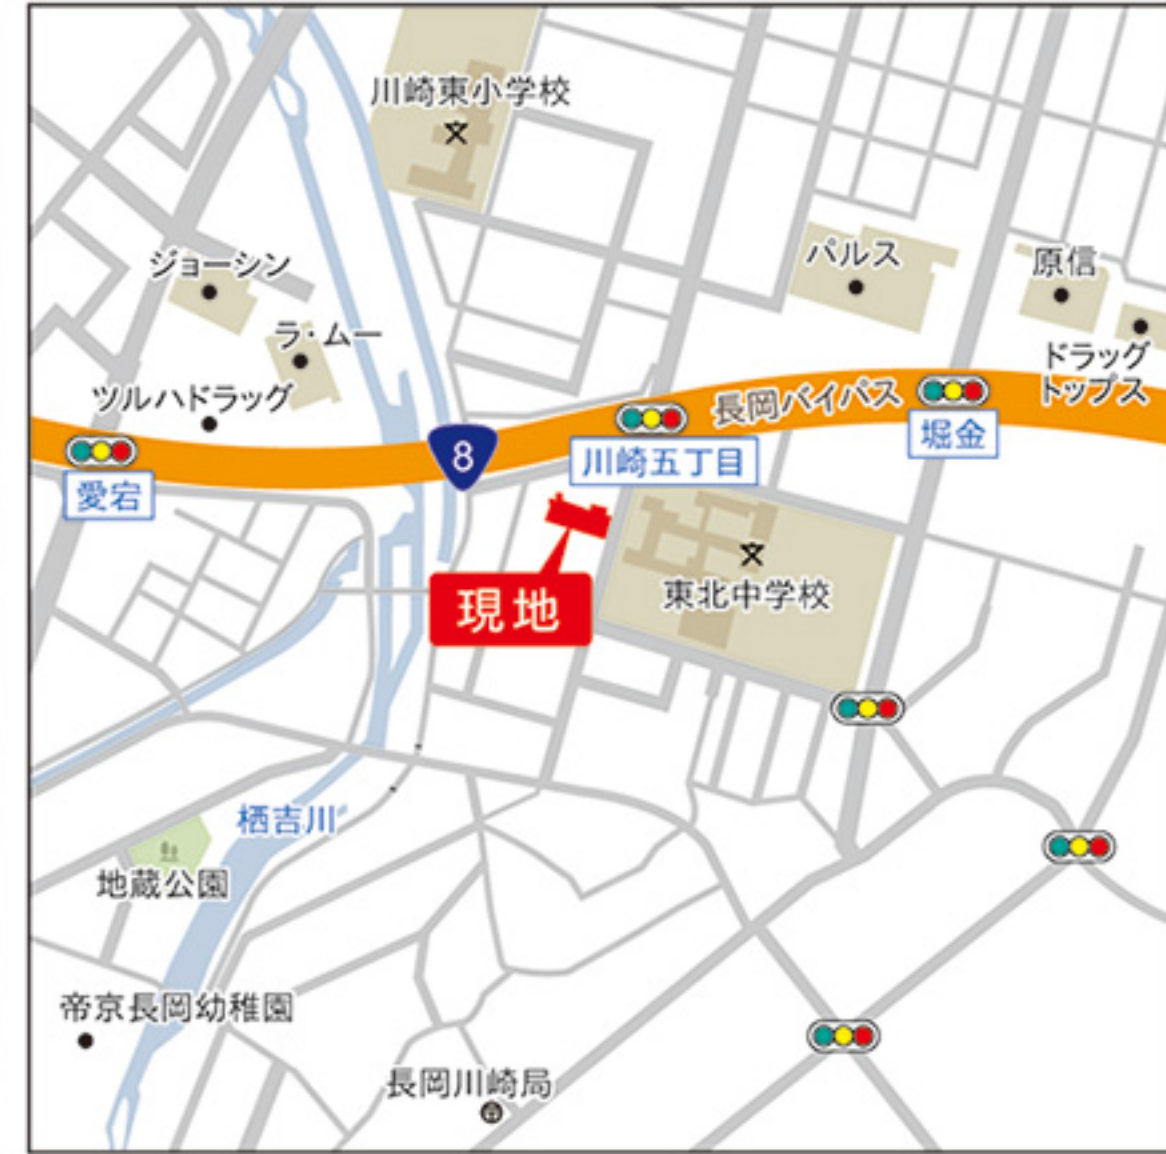 川崎東小学校
ジョーシン
パルス
原信
ラ・ムー
ドラッグ
トップス
ツルハドラッグ
長岡バイパス
堀金
8
川崎五丁目
愛宕
現地
東北中学校
栖吉川
地蔵公園
帝京長岡幼稚園
長岡川崎局